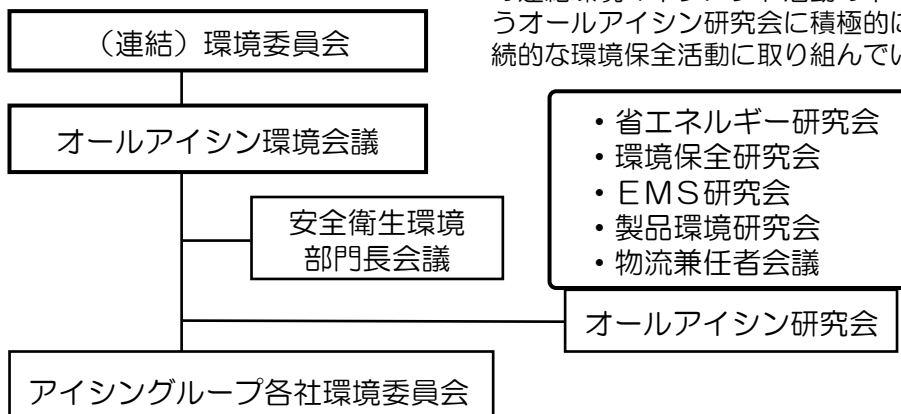 うオールアイシン研究会に積極的に
続的な環境保全活動に取り組んでい
（連結）環境委員会
オールアイシン環境会議
・省エネルギー研究会
・環境保全研究会
・ＥＭＳ研究会
・製品環境研究会
・物流兼任者会議
安全衛生環境
部門長会議
オールアイシン研究会
アイシングループ各社環境委員会